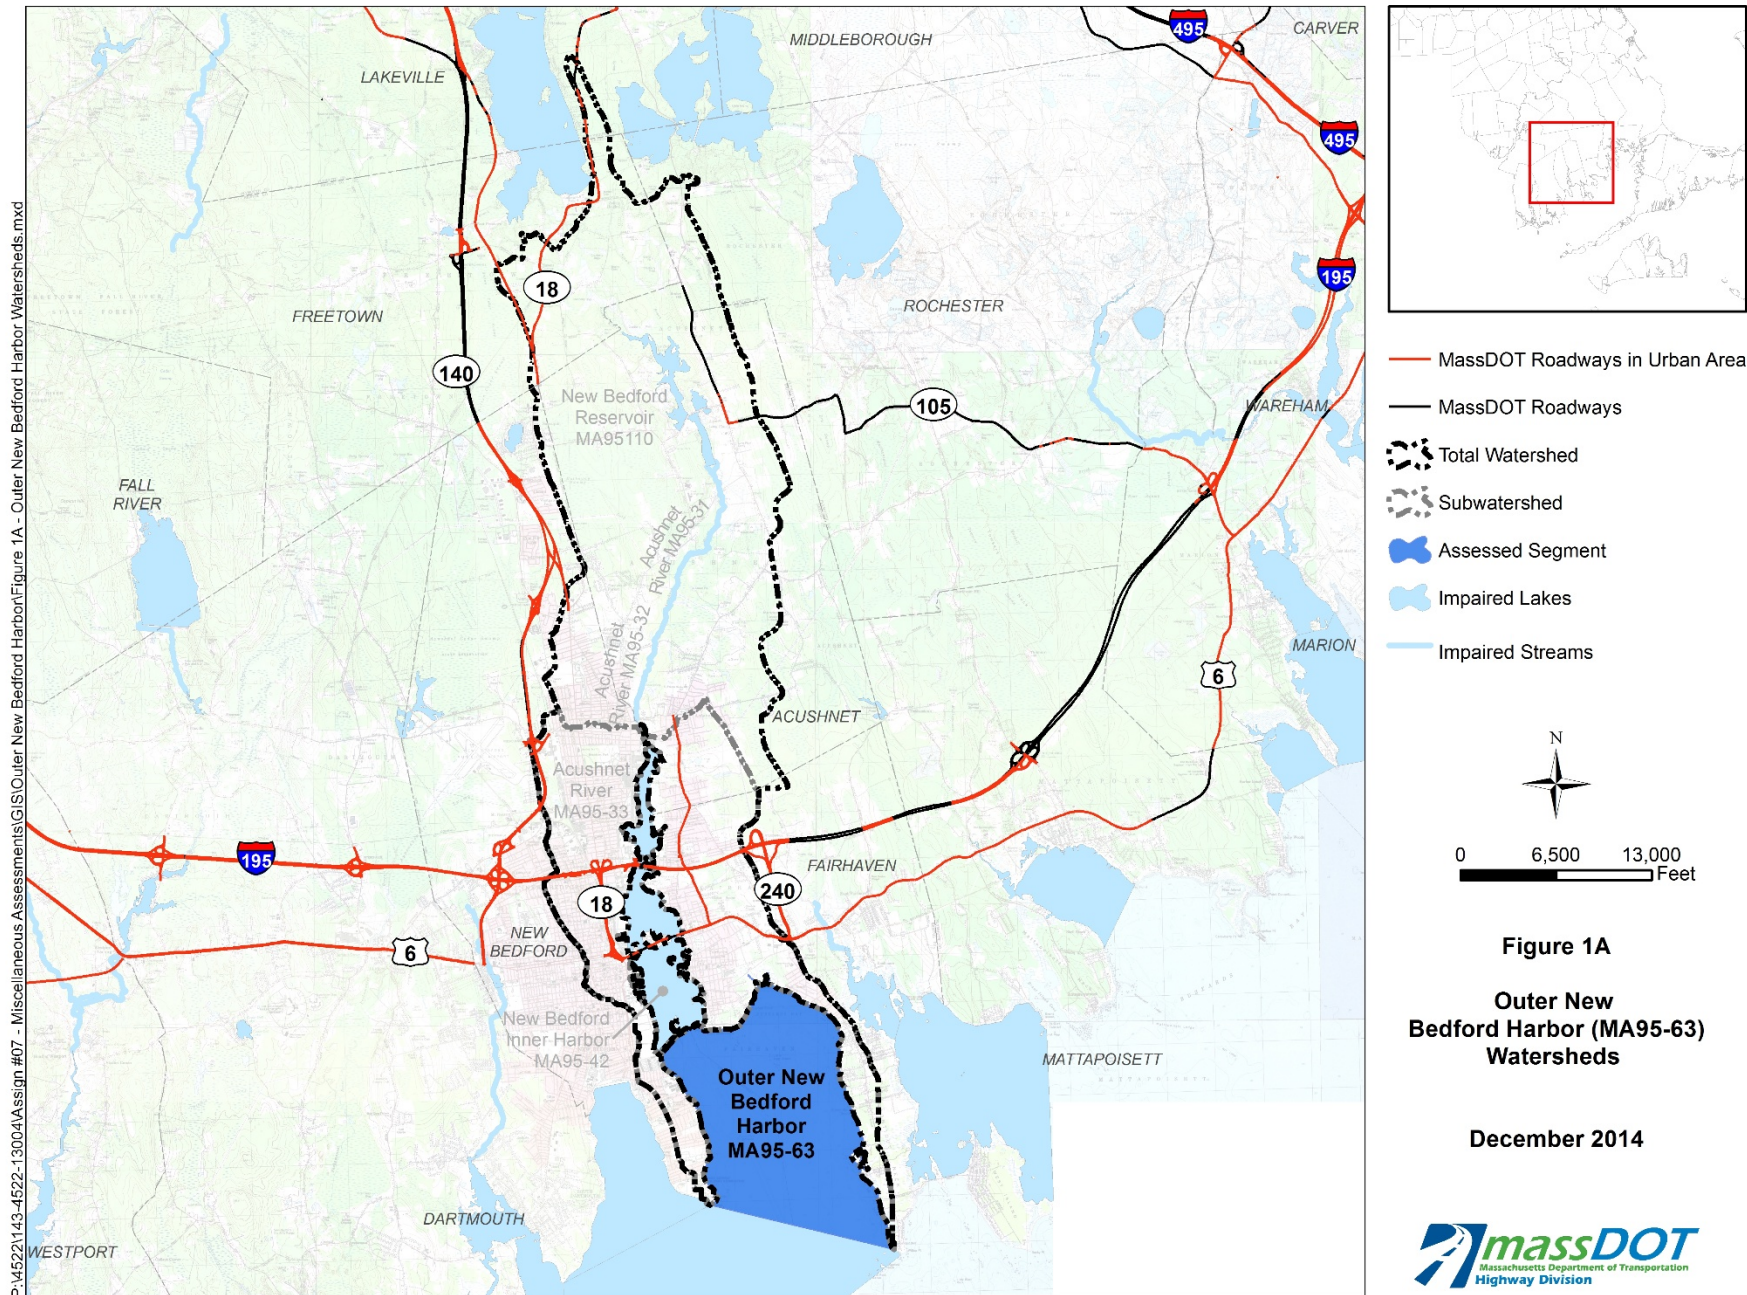 P:\4522\143-4522-13004\Assign #07 - Miscellaneous Assessments\GIS\Outer New Bedford Harbor\Figure 1A - Outer New Bedford Harbor Watersheds.mxd
LAKEVILLE
MIDDLEBOROUGH
495
CARVER
495
195
18
FREETOWN
ROCHESTER
140
New Bedford
Reservoir
MA95110
105
WAREHAM
FALL
RIVER
Acushnet
River MA95-31
Acushnet
River MA95-32
MARION
6
ACUSHNET
Acushnet
River
MA95-33
195
FAIRHAVEN
18
240
6
NEW
BEDFORD
New Bedford
Inner Harbor
MA95-42
MATTAPOISETT
Outer New
Bedford
Harbor
MA95-63
DARTMOUTH
WESTPORT
MassDOT Roadways in Urban Area
MassDOT Roadways
Total Watershed
Subwatershed
Assessed Segment
Impaired Lakes
Impaired Streams
N
0 6,500 13,000
Feet
Figure 1A
Outer New
Bedford Harbor (MA95-63)
Watersheds
December 2014
massDOT
Massachusetts Department of Transportation
Highway Division